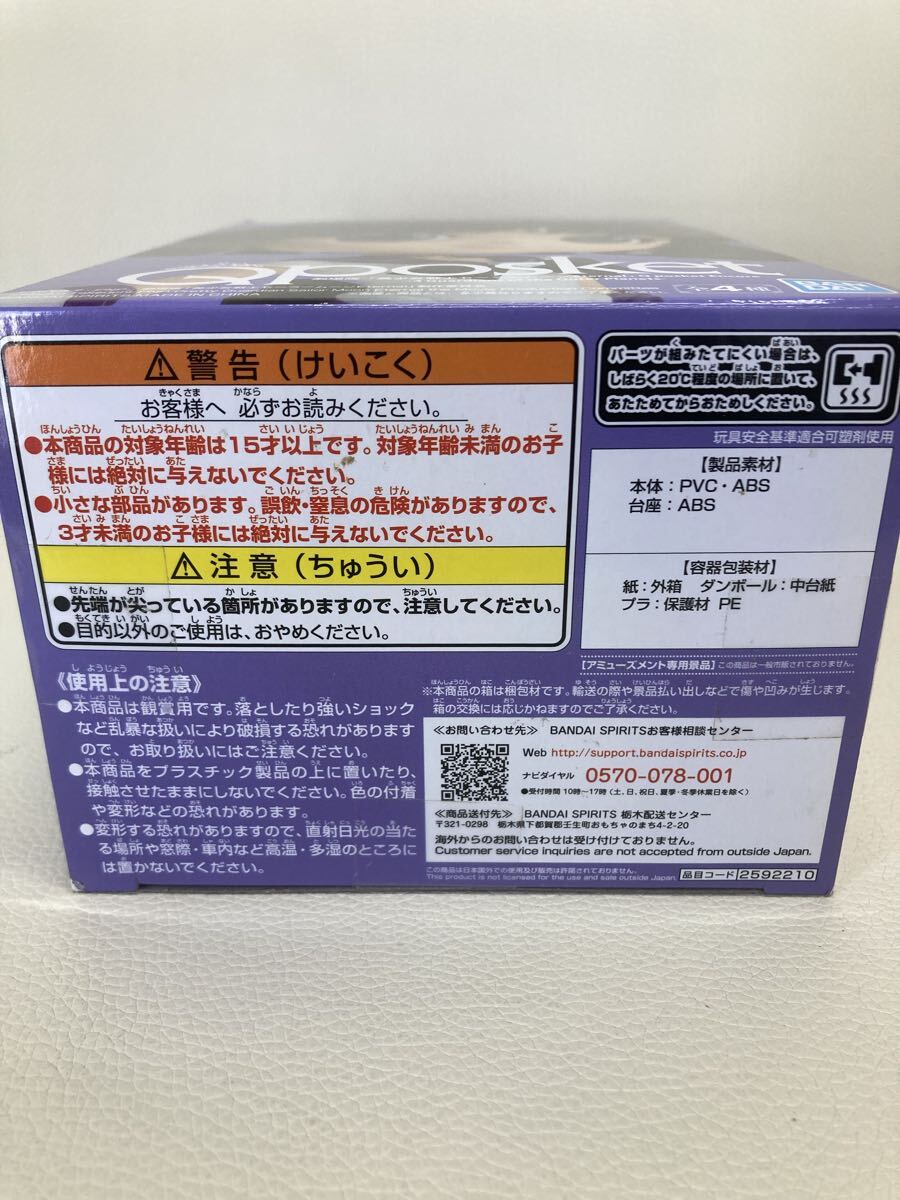 Qposket
全4種
BANDAI
MADE IN CHINA
⚠警告(けいこく)
お客様へ 必ずお読みください。
●本商品の対象年齢は15才以上です。対象年齢未満のお子
様には絶対に与えないでください。
●小さな部品があります。誤飲・窒息の危険がありますので、
3才未満のお子様には絶対に与えないでください。
⚠注意(ちゅうい)
●先端が尖っている箇所がありますので、注意してください。
●目的以外のご使用は、おやめください。
《使用上の注意》
●本商品は観賞用です。落としたり強いショック
など乱暴な扱いにより破損する恐れがあります
ので、お取り扱いにはご注意ください。
●本商品をプラスチック製品の上に置いたり、
接触させたままにしないでください。色の付着
や変形などの恐れがあります。
●変形する恐れがありますので、直射日光の当た
る場所や窓際・車内など高温・多湿のところに
は置かないでください。
パーツが組みたてにくい場合は、
しばらく20℃程度の場所に置いて、
あたためてからおためしください。
玩具安全基準適合可塑剤使用
【製品素材】
本体:PVC・ABS
台座:ABS
【容器包装材】
紙:外箱 ダンボール:中台紙
プラ:保護材 PE
【アミューズメント専用景品】この商品は一般市販されておりません。
※本商品の箱は梱包材です。輸送の際や景品払い出しなどで傷や凹みが生じます。
箱の交換には応じかねますのでご了承ください。
≪お問い合わせ先≫ BANDAI SPIRITSお客様相談センター
Web http://support.bandaispirits.co.jp
ナビダイヤル 0570-078-001
●受付時間 10時〜17時(土、日、祝日、夏季・冬季休業日を除く)
≪商品送付先≫ BANDAI SPIRITS 栃木配送センター
〒321-0298 栃木県下都賀郡壬生町おもちゃのまち4-2-20
海外からのお問い合わせは受け付けておりません。
Customer service inquiries are not accepted from outside Japan.
この商品は日本国外での使用及び販売は許諾されておりません。
This product is not licensed for the use and sale outside Japan.
品目コード 2592210